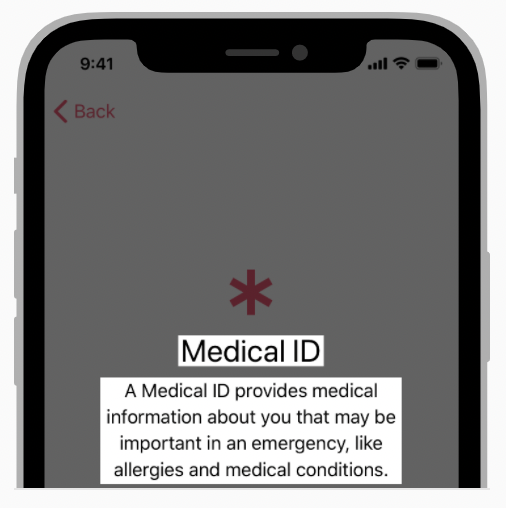 9:41
Back
Medical ID
A Medical ID provides medical
information about you that may be
important in an emergency, like
allergies and medical conditions.